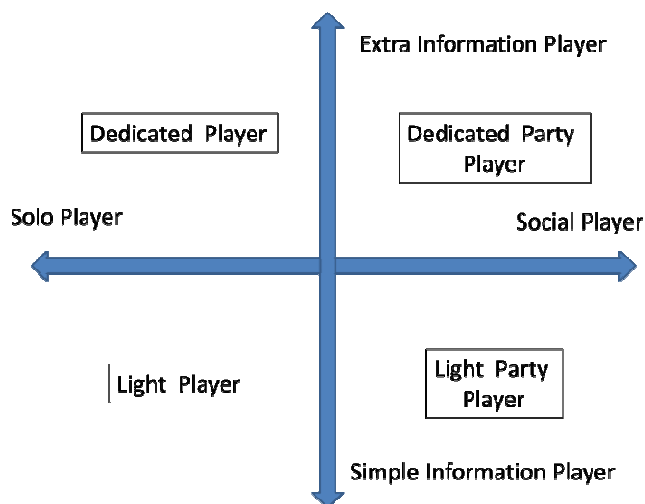 Extra Information Player
Dedicated Player
Dedicated Party
Player
Solo Player
Social Player
Light Player
Light Party
Player
Simple Information Player